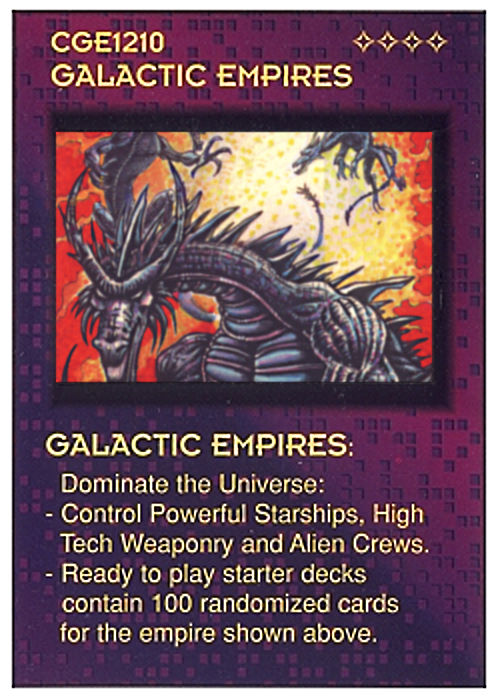 CGE1210
GALACTIC EMPIRES
GALACTIC EMPIRES:
Dominate the Universe:
- Control Powerful Starships, High
Tech Weaponry and Alien Crews.
- Ready to play starter decks
contain 100 randomized cards
for the empire shown above.